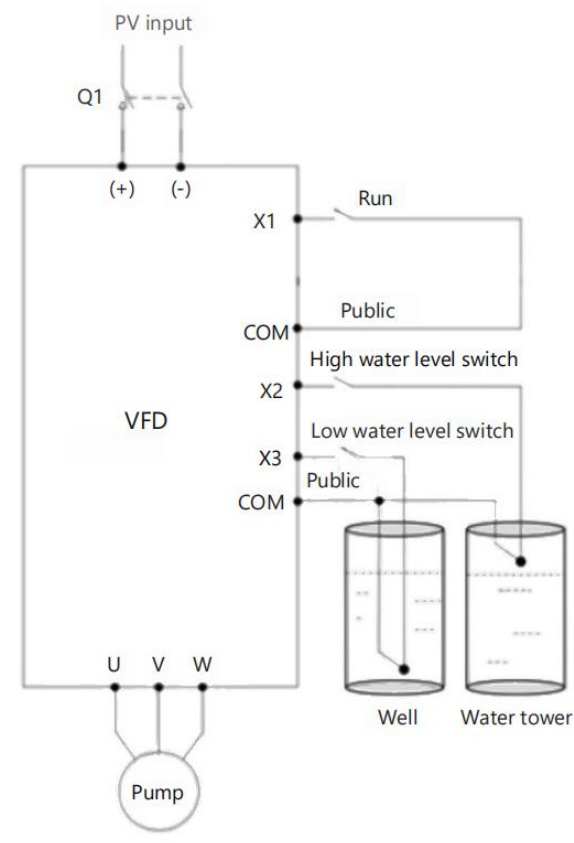 PV input
Q1
(+) (-)
X1
Run
Public
COM
High water level switch
X2
VFD
Low water level switch
X3
Public
COM
U V W
Well
Water tower
Pump